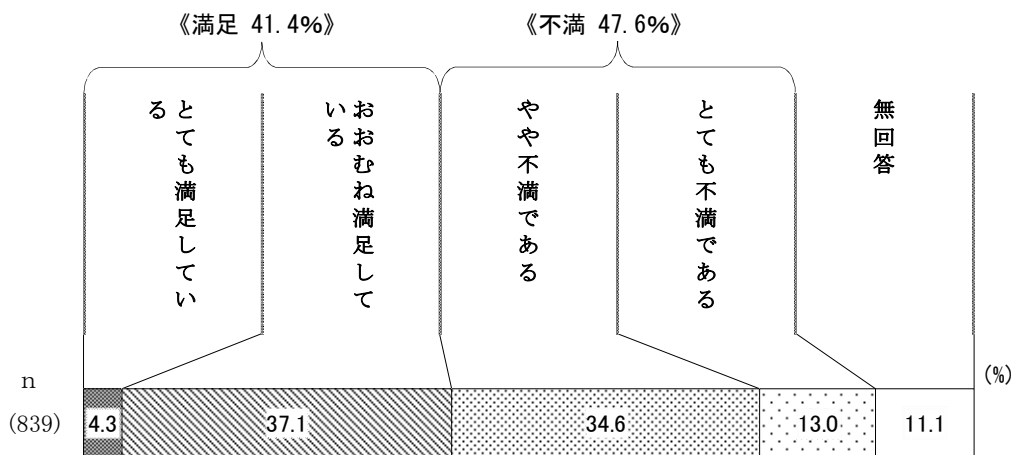 《満足 41.4%》
《不満 47.6%》
とても満足してい
る
おおむね満足して
いる
やや不満である
とても不満である
無回答
(%)
n
(839)
4.3
37.1
34.6
13.0
11.1